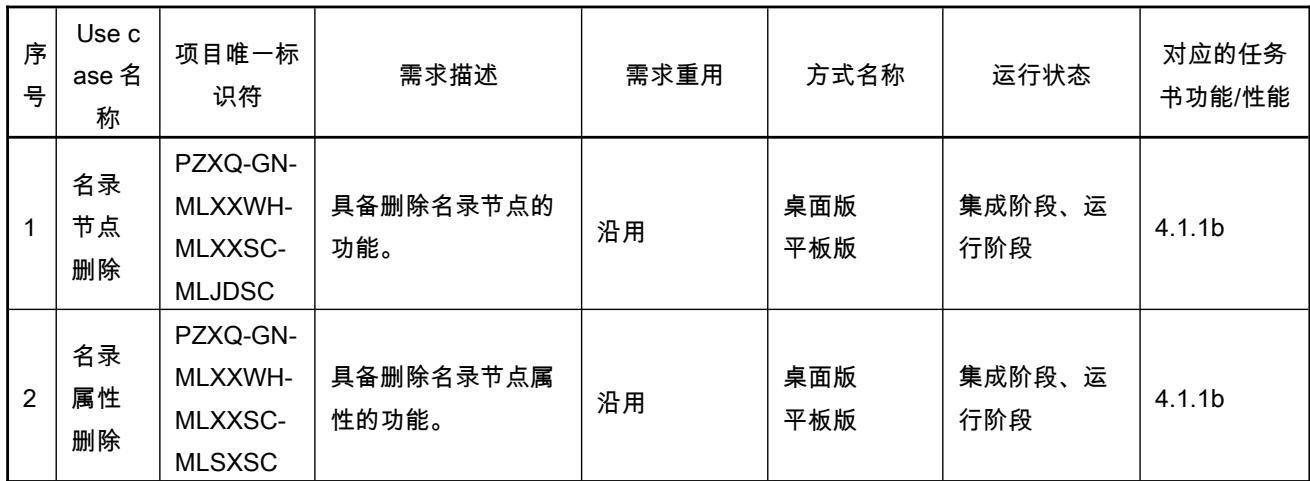 序号
Use case 名称
项目唯一标识符
需求描述
需求重用
方式名称
运行状态
对应的任务书功能/性能
1
名录节点删除
PZXQ-GN-MLXXWH-MLXXSC-MLJDSC
具备删除名录节点的功能。
沿用
桌面版
平板版
集成阶段、运行阶段
4.1.1b
2
名录属性删除
PZXQ-GN-MLXXWH-MLXXSC-MLSXSC
具备删除名录节点属性的功能。
沿用
桌面版
平板版
集成阶段、运行阶段
4.1.1b